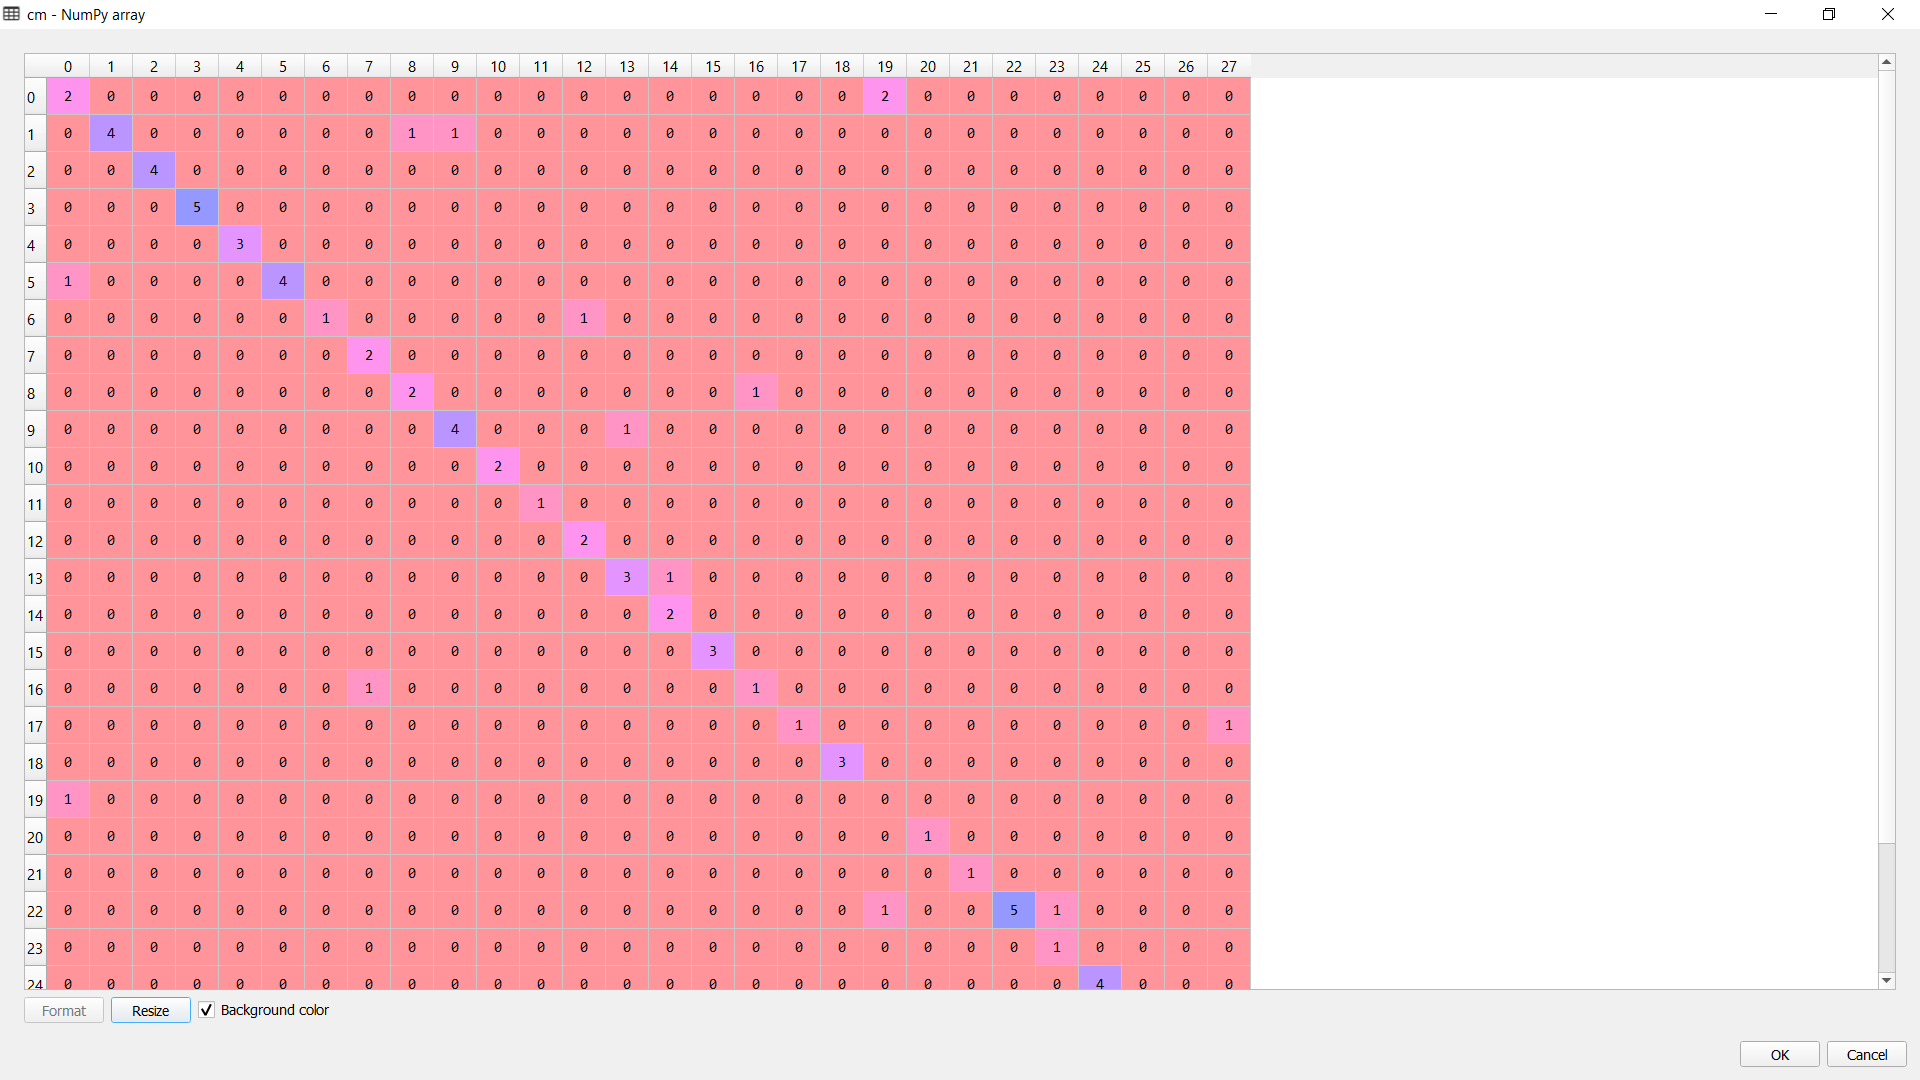 cm - NumPy array
0 1 2 3 4 5 6 7 8 9 10 11 12 13 14 15 16 17 18 19 20 21 22 23 24 25 26 27
0 2 0 0 0 0 0 0 0 0 0 0 0 0 0 0 0 0 0 0 2 0 0 0 0 0 0 0 0
1 0 4 0 0 0 0 0 0 1 1 0 0 0 0 0 0 0 0 0 0 0 0 0 0 0 0 0 0
2 0 0 4 0 0 0 0 0 0 0 0 0 0 0 0 0 0 0 0 0 0 0 0 0 0 0 0 0
3 0 0 0 5 0 0 0 0 0 0 0 0 0 0 0 0 0 0 0 0 0 0 0 0 0 0 0 0
4 0 0 0 0 3 0 0 0 0 0 0 0 0 0 0 0 0 0 0 0 0 0 0 0 0 0 0 0
5 1 0 0 0 0 4 0 0 0 0 0 0 0 0 0 0 0 0 0 0 0 0 0 0 0 0 0 0
6 0 0 0 0 0 0 1 0 0 0 0 0 1 0 0 0 0 0 0 0 0 0 0 0 0 0 0 0
7 0 0 0 0 0 0 0 2 0 0 0 0 0 0 0 0 0 0 0 0 0 0 0 0 0 0 0 0
8 0 0 0 0 0 0 0 0 2 0 0 0 0 0 0 0 1 0 0 0 0 0 0 0 0 0 0 0
9 0 0 0 0 0 0 0 0 0 4 0 0 0 1 0 0 0 0 0 0 0 0 0 0 0 0 0 0
10 0 0 0 0 0 0 0 0 0 0 2 0 0 0 0 0 0 0 0 0 0 0 0 0 0 0 0 0
11 0 0 0 0 0 0 0 0 0 0 0 1 0 0 0 0 0 0 0 0 0 0 0 0 0 0 0 0
12 0 0 0 0 0 0 0 0 0 0 0 0 2 0 0 0 0 0 0 0 0 0 0 0 0 0 0 0
13 0 0 0 0 0 0 0 0 0 0 0 0 0 3 1 0 0 0 0 0 0 0 0 0 0 0 0 0
14 0 0 0 0 0 0 0 0 0 0 0 0 0 0 2 0 0 0 0 0 0 0 0 0 0 0 0 0
15 0 0 0 0 0 0 0 0 0 0 0 0 0 0 0 3 0 0 0 0 0 0 0 0 0 0 0 0
16 0 0 0 0 0 0 0 1 0 0 0 0 0 0 0 0 1 0 0 0 0 0 0 0 0 0 0 0
17 0 0 0 0 0 0 0 0 0 0 0 0 0 0 0 0 0 1 0 0 0 0 0 0 0 0 0 1
18 0 0 0 0 0 0 0 0 0 0 0 0 0 0 0 0 0 0 3 0 0 0 0 0 0 0 0 0
19 1 0 0 0 0 0 0 0 0 0 0 0 0 0 0 0 0 0 0 0 0 0 0 0 0 0 0 0
20 0 0 0 0 0 0 0 0 0 0 0 0 0 0 0 0 0 0 0 0 1 0 0 0 0 0 0 0
21 0 0 0 0 0 0 0 0 0 0 0 0 0 0 0 0 0 0 0 0 0 1 0 0 0 0 0 0
22 0 0 0 0 0 0 0 0 0 0 0 0 0 0 0 0 0 0 0 1 0 0 5 1 0 0 0 0
23 0 0 0 0 0 0 0 0 0 0 0 0 0 0 0 0 0 0 0 0 0 0 0 1 0 0 0 0
24 0 0 0 0 0 0 0 0 0 0 0 0 0 0 0 0 0 0 0 0 0 0 0 0 4 0 0 0
Format Resize Background color
OK Cancel